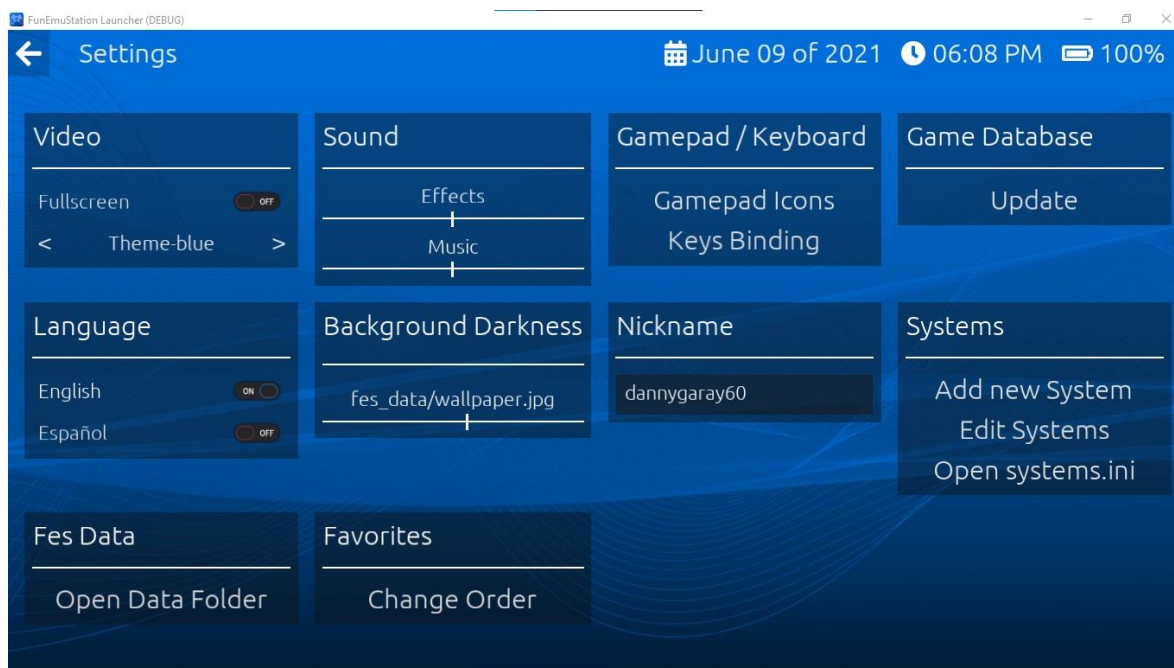 FunEmuStation Launcher (DEBUG)
Settings
June 09 of 2021 06:08 PM 100%
Video
Fullscreen OFF
< Theme-blue >
Sound
Effects
Music
Gamepad / Keyboard
Gamepad Icons
Keys Binding
Game Database
Update
Language
English ON
Español OFF
Background Darkness
fes_data/wallpaper.jpg
Nickname
dannygaray60
Systems
Add new System
Edit Systems
Open systems.ini
Fes Data
Open Data Folder
Favorites
Change Order